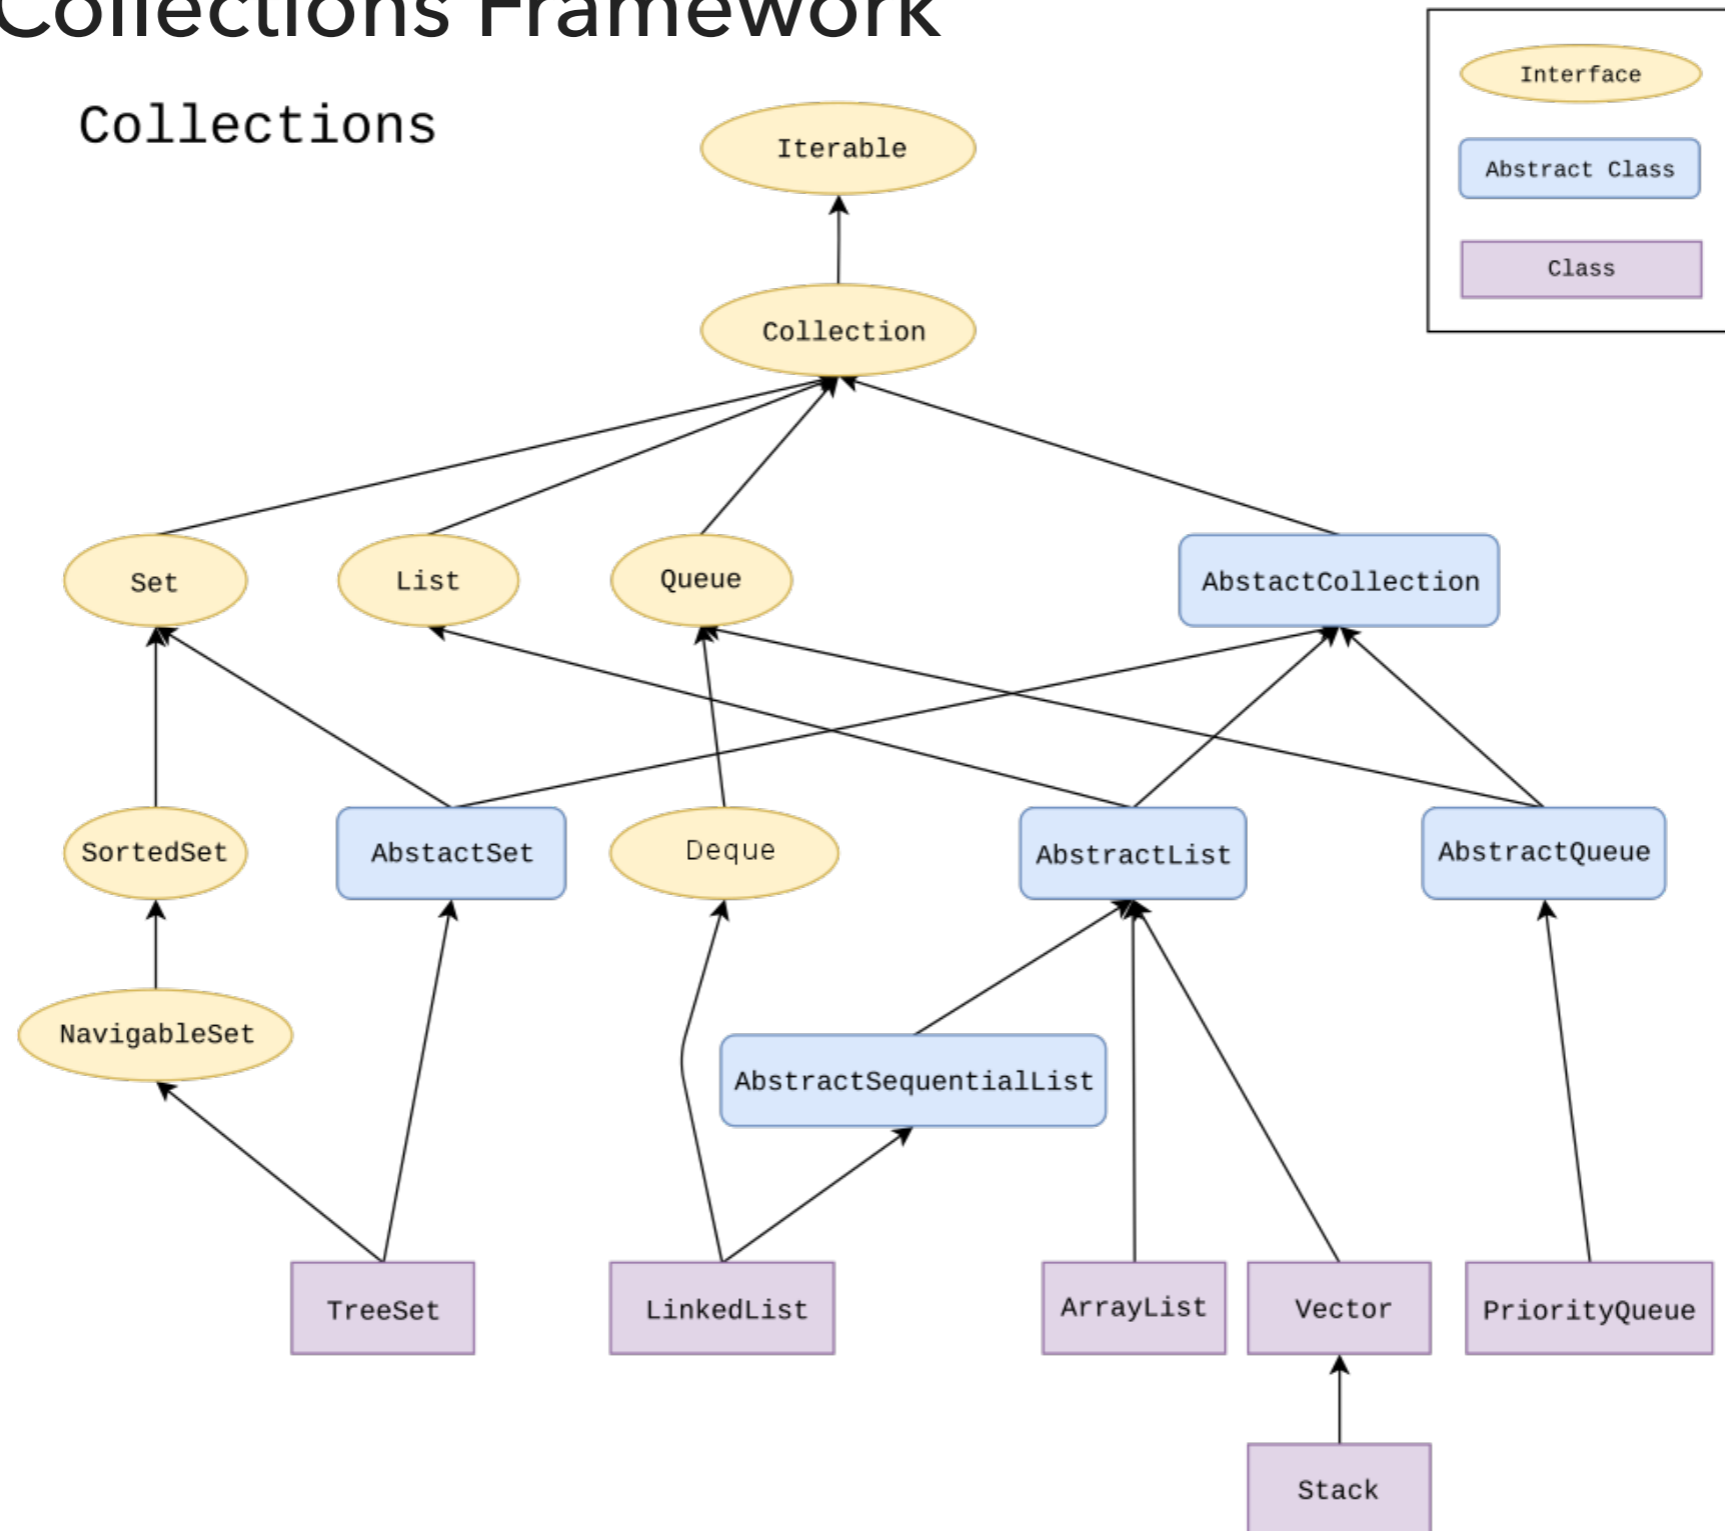 Collections Framework
Collections
Interface
Abstract Class
Class
Iterable
Collection
Set
List
Queue
AbstactCollection
SortedSet
AbstactSet
Deque
AbstractList
AbstractQueue
NavigableSet
AbstractSequentialList
TreeSet
LinkedList
ArrayList
Vector
PriorityQueue
Stack